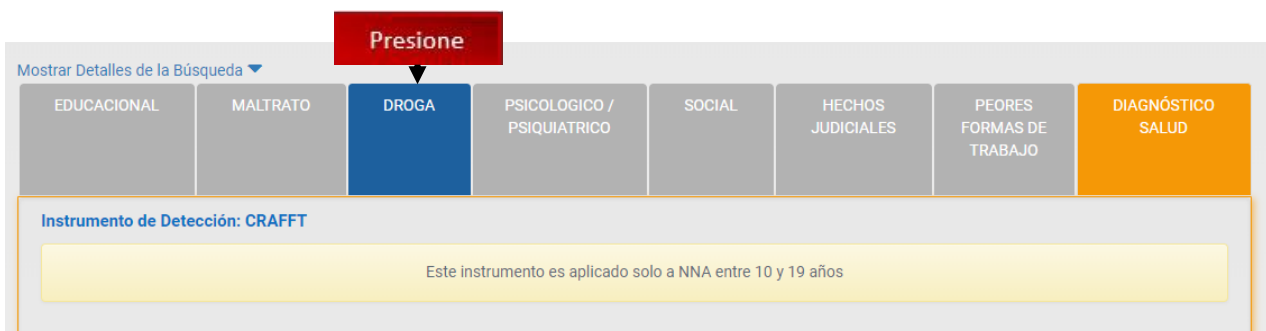 Presione
Mostrar Detalles de la Búsqueda
EDUCACIONAL
MALTRATO
DROGA
PSICOLOGICO /
PSIQUIATRICO
SOCIAL
HECHOS
JUDICIALES
PEORES
FORMAS DE
TRABAJO
DIAGNÓSTICO
SALUD
Instrumento de Detección: CRAFFT
Este instrumento es aplicado solo a NNA entre 10 y 19 años